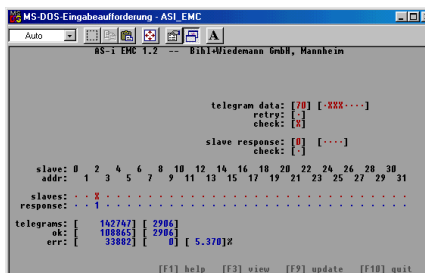 MS-DOS-Eingabeaufforderung - ASI_EMC
Auto
A
AS-i EMC 1.2 -- Bihl+Wiedemann GmbH, Mannheim
telegram data: [70] [·XXX····]
retry: [·]
check: [X]
slave response: [0] [····]
check: [·]
slave: 0 2 4 6 8 10 12 14 16 18 20 22 24 26 28 30
addr: 1 3 5 7 9 11 13 15 17 19 21 23 25 27 29 31
slaves: · · X · · · · · · · · · · · · · · · · · · · · · · · · · · · · ·
response: · · 1 · · · · · · · · · · · · · · · · · · · · · · · · · · · · ·
telegrams: [ 142747] [ 2906]
ok: [ 108865] [ 2906]
err: [ 33882] [ 0] [ 5.370]%
[F1] help [F3] view [F9] update [F10] quit